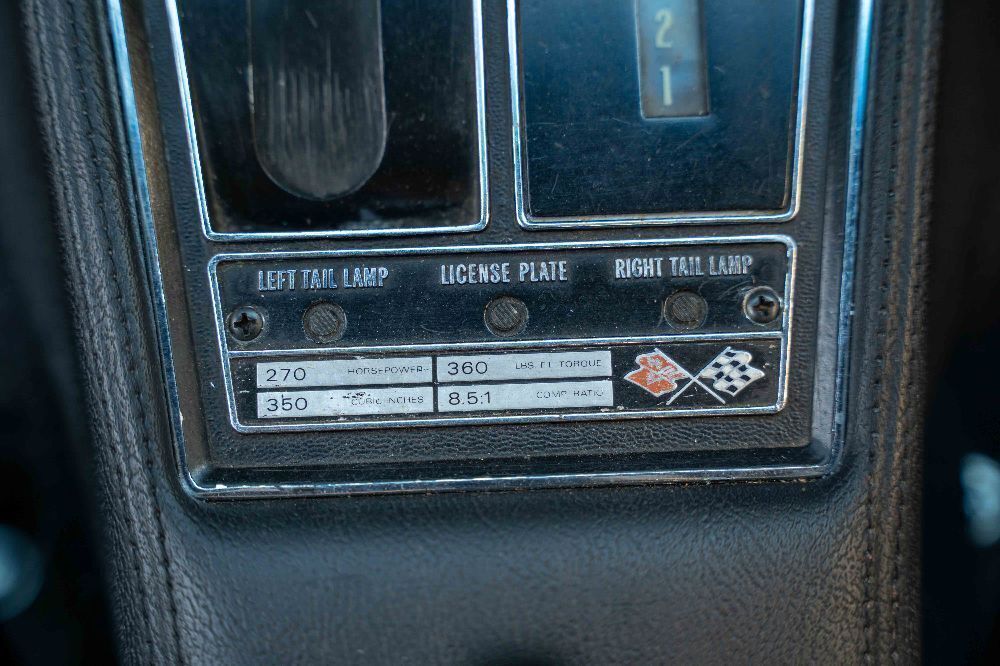 2
1
LEFT TAIL LAMP LICENSE PLATE RIGHT TAIL LAMP
270 HORSEPOWER 360 LBS. FT. TORQUE
350 CUBIC INCHES 8.5:1 COMP. RATIO